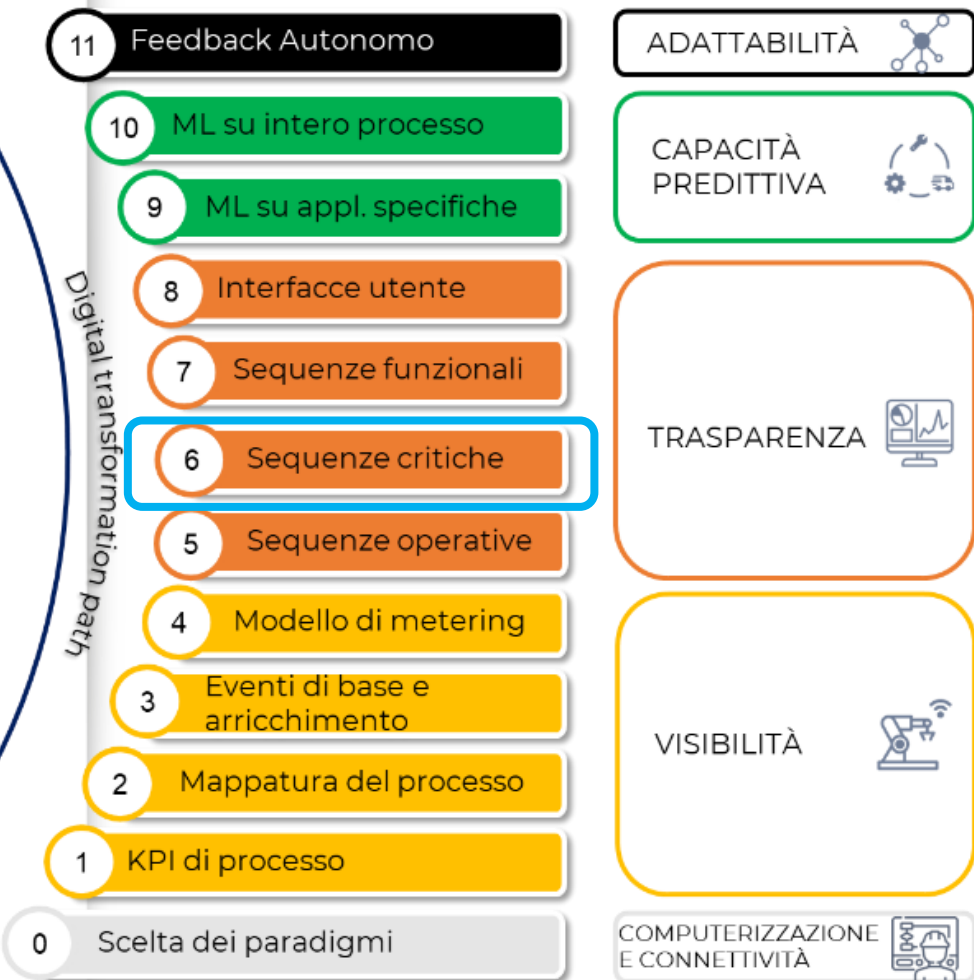 11 Feedback Autonomo
ADATTABILITÀ
10 ML su intero processo
9 ML su appl. specifiche
CAPACITÀ
PREDITTIVA
8 Interfacce utente
7 Sequenze funzionali
6 Sequenze critiche
5 Sequenze operative
TRASPARENZA
4 Modello di metering
3 Eventi di base e
arricchimento
2 Mappatura del processo
1 KPI di processo
VISIBILITÀ
0 Scelta dei paradigmi
COMPUTERIZZAZIONE
E CONNETTIVITÀ
Digital transformation path